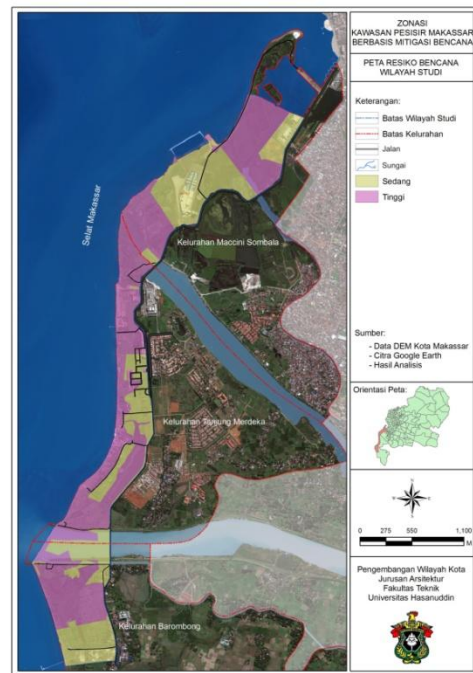 ZONASI
KAWASAN PESISIR MAKASSAR
BERBASIS MITIGASI BENCANA
PETA RESIKO BENCANA
WILAYAH STUDI
Keterangan:
Batas Wilayah Studi
Batas Kelurahan
Jalan
Sungai
Sedang
Tinggi
Selat Makassar
Kelurahan Maccini Sombala
Kelurahan Tanjung Merdeka
Kelurahan Barombong
Sumber:
- Data DEM Kota Makassar
- Citra Google Earth
- Hasil Analisis
Orientasi Peta:
0 275 550 1,100
M
Pengembangan Wilayah Kota
Jurusan Arsitektur
Fakultas Teknik
Universitas Hasanuddin